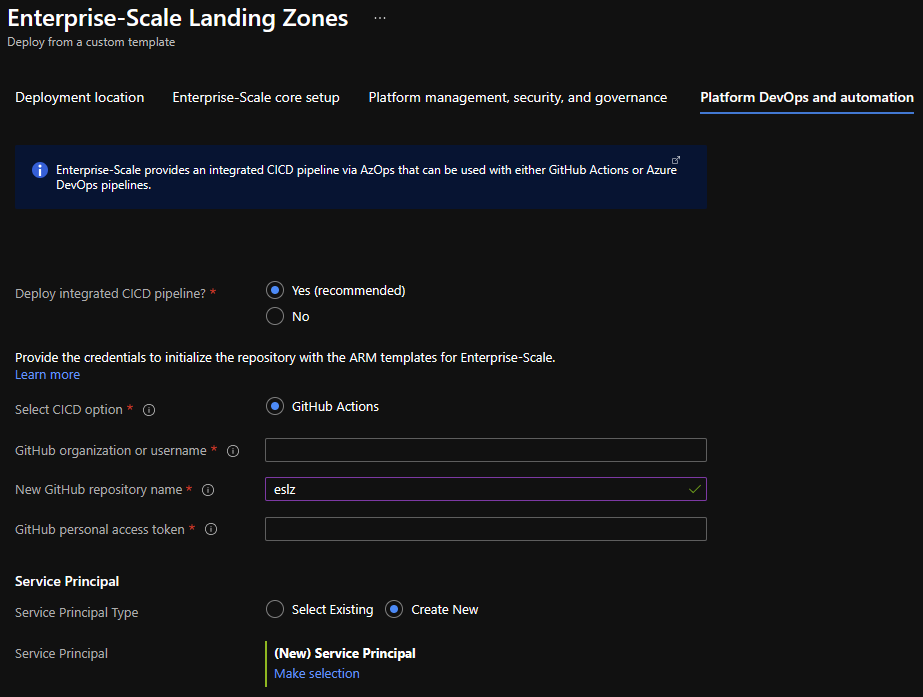 Enterprise-Scale Landing Zones ...
Deploy from a custom template
Deployment location Enterprise-Scale core setup Platform management, security, and governance Platform DevOps and automation
Enterprise-Scale provides an integrated CICD pipeline via AzOps that can be used with either GitHub Actions or Azure
DevOps pipelines.
Deploy integrated CICD pipeline? * Yes (recommended)
No
Provide the credentials to initialize the repository with the ARM templates for Enterprise-Scale.
Learn more
Select CICD option * GitHub Actions
GitHub organization or username *
New GitHub repository name * eslz
GitHub personal access token *
Service Principal
Service Principal Type Select Existing Create New
Service Principal (New) Service Principal
Make selection